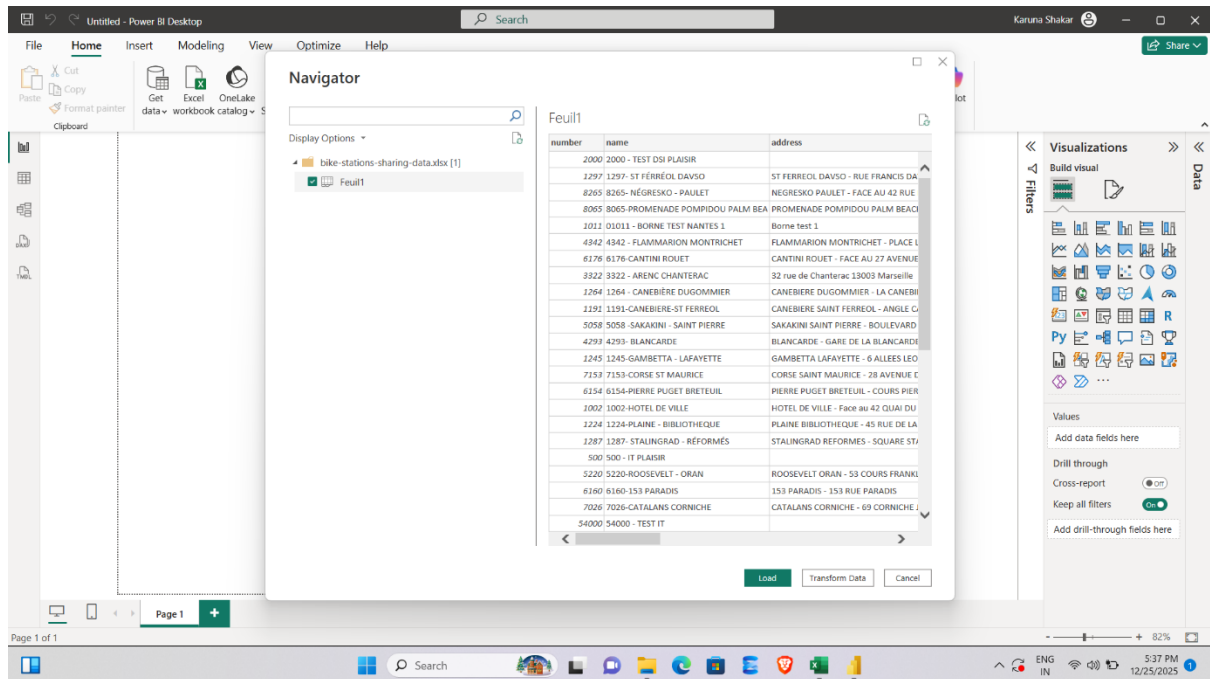 Untitled - Power BI Desktop
Search
Karuna Shakar
File Home Insert Modeling View Optimize Help
Share
Paste
Cut
Copy
Format painter
Clipboard
Get data
Excel workbook
OneLake catalog
Navigator
Display Options
bike-stations-sharing-data.xlsx [1]
Feuil1
Feuil1
number name address
2000 2000 - TEST DSI PLAISIR
1297 1297- ST FÉRRÉOL DAVSO ST FERREOL DAVSO - RUE FRANCIS DA
8265 8265- NÉGRESKO - PAULET NEGRESKO PAULET - FACE AU 42 RUE
8065 8065-PROMENADE POMPIDOU PALM BEA PROMENADE POMPIDOU PALM BEACH
1011 01011 - BORNE TEST NANTES 1 Borne test 1
4342 4342 - FLAMMARION MONTRICHET FLAMMARION MONTRICHET - PLACE L
6176 6176-CANTINI ROUET CANTINI ROUET - FACE AU 27 AVENUE
3322 3322 - ARENC CHANTERAC 32 rue de Chanterac 13003 Marseille
1264 1264 - CANEBIÈRE DUGOMMIER CANEBIERE DUGOMMIER - LA CANEBI
1191 1191-CANEBIERE-ST FERREOL CANEBIERE SAINT FERREOL - ANGLE C
5058 5058 -SAKAKINI - SAINT PIERRE SAKAKINI SAINT PIERRE - BOULEVARD
4293 4293- BLANCARDE BLANCARDE - GARE DE LA BLANCARDE
1245 1245-GAMBETTA - LAFAYETTE GAMBETTA LAFAYETTE - 6 ALLEES LEO
7153 7153-CORSE ST MAURICE CORSE SAINT MAURICE - 28 AVENUE D
6154 6154-PIERRE PUGET BRETEUIL PIERRE PUGET BRETEUIL - COURS PIER
1002 1002-HOTEL DE VILLE HOTEL DE VILLE - Face au 42 QUAI DU
1224 1224-PLAINE - BIBLIOTHEQUE PLAINE BIBLIOTHEQUE - 45 RUE DE LA
1287 1287- STALINGRAD - RÉFORMÉS STALINGRAD REFORMES - SQUARE STA
500 500 - IT PLAISIR
5220 5220-ROOSEVELT - ORAN ROOSEVELT ORAN - 53 COURS FRANKL
6160 6160-153 PARADIS 153 PARADIS - 153 RUE PARADIS
7026 7026-CATALANS CORNICHE CATALANS CORNICHE - 69 CORNICHE
54000 54000 - TEST IT
Load Transform Data Cancel
Filters
Visualizations
Build visual
R
Py
Values
Add data fields here
Drill through
Cross-report Off
Keep all filters On
Add drill-through fields here
Data
Page 1
Page 1 of 1
82%
Search
ENG
IN
5:37 PM
12/25/2025